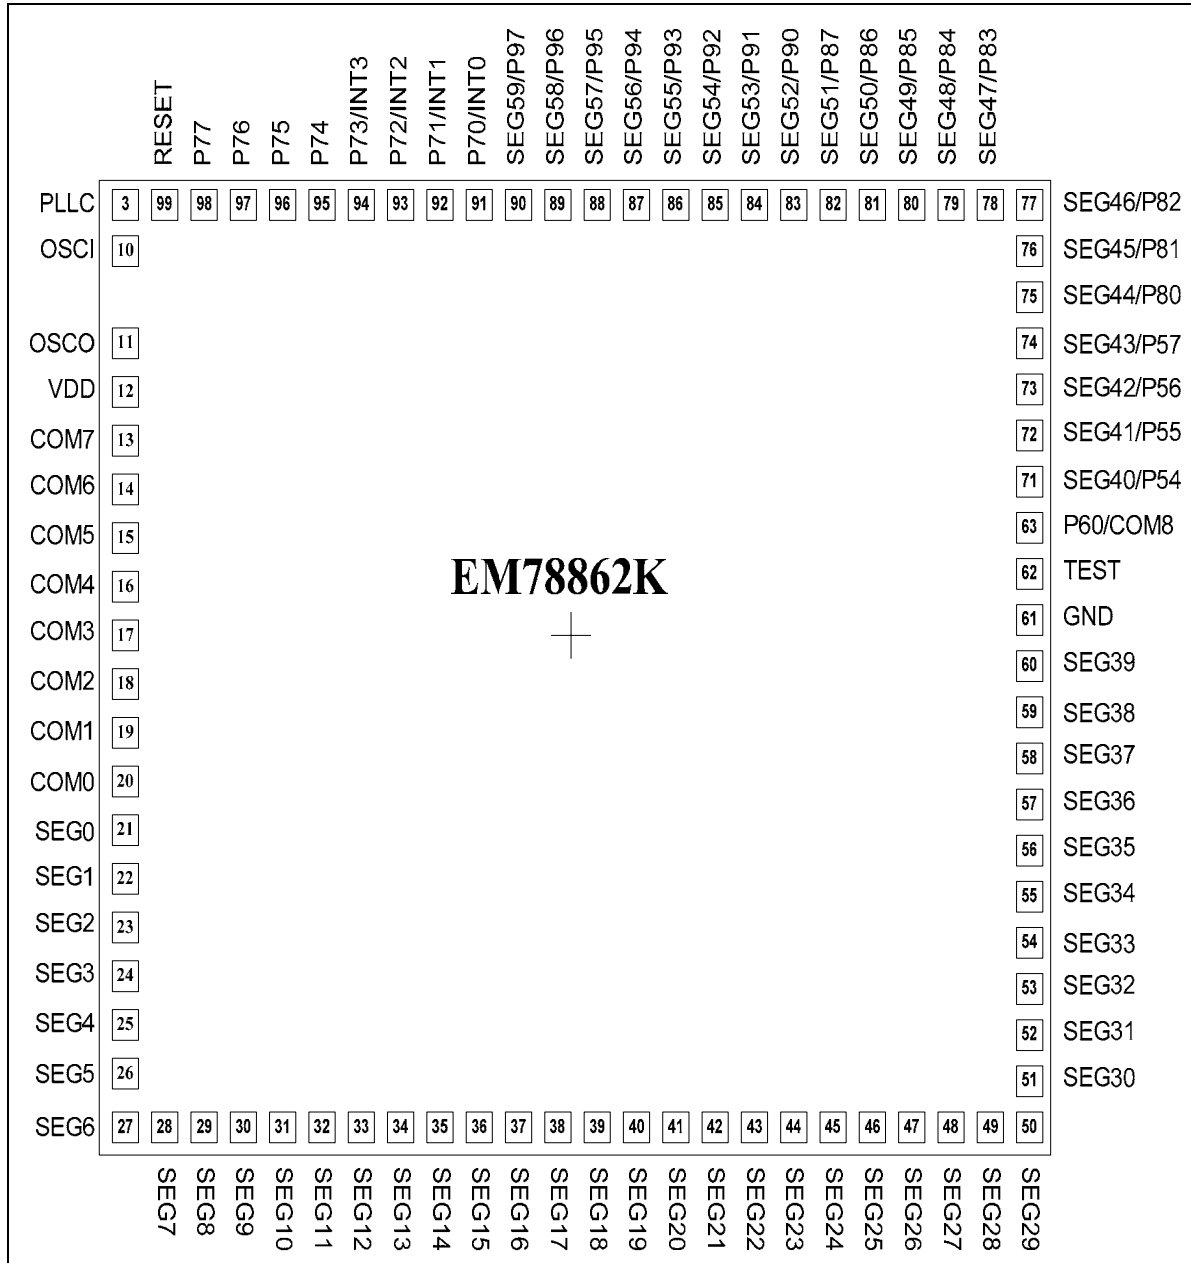 RESET
P77
P76
P75
P74
P73/INT3
P72/INT2
P71/INT1
P70/INT0
SEG59/P97
SEG58/P96
SEG57/P95
SEG56/P94
SEG55/P93
SEG54/P92
SEG53/P91
SEG52/P90
SEG51/P87
SEG50/P86
SEG49/P85
SEG48/P84
SEG47/P83
PLLC 3 99 98 97 96 95 94 93 92 91 90 89 88 87 86 85 84 83 82 81 80 79 78 77 SEG46/P82
OSCI 10 76 SEG45/P81
75 SEG44/P80
OSCO 11 74 SEG43/P57
VDD 12 73 SEG42/P56
COM7 13 72 SEG41/P55
COM6 14 71 SEG40/P54
COM5 15 63 P60/COM8
COM4 16 EM78862K 62 TEST
COM3 17 61 GND
COM2 18 60 SEG39
COM1 19 59 SEG38
COM0 20 58 SEG37
SEG0 21 57 SEG36
SEG1 22 56 SEG35
SEG2 23 55 SEG34
SEG3 24 54 SEG33
SEG4 25 53 SEG32
SEG5 26 52 SEG31
51 SEG30
SEG6 27 28 29 30 31 32 33 34 35 36 37 38 39 40 41 42 43 44 45 46 47 48 49 50
SEG7
SEG8
SEG9
SEG10
SEG11
SEG12
SEG13
SEG14
SEG15
SEG16
SEG17
SEG18
SEG19
SEG20
SEG21
SEG22
SEG23
SEG24
SEG25
SEG26
SEG27
SEG28
SEG29